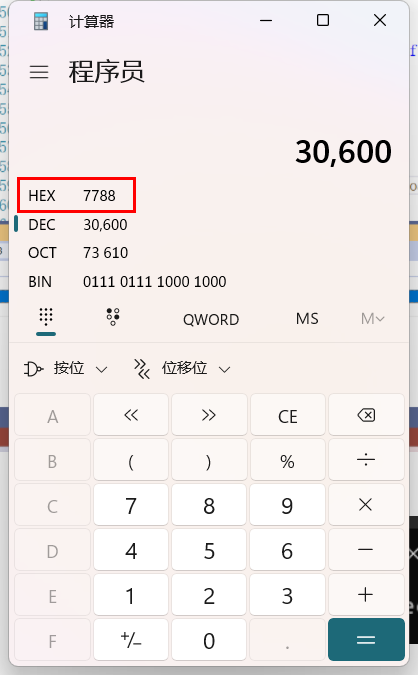 计算器
程序员
30,600
HEX 7788
DEC 30,600
OCT 73 610
BIN 0111 0111 1000 1000
QWORD MS M
按位 位移位
A << >> CE
B ( ) % ÷
C 7 8 9 ×
D 4 5 6 −
E 1 2 3 +
F +/− 0 . =